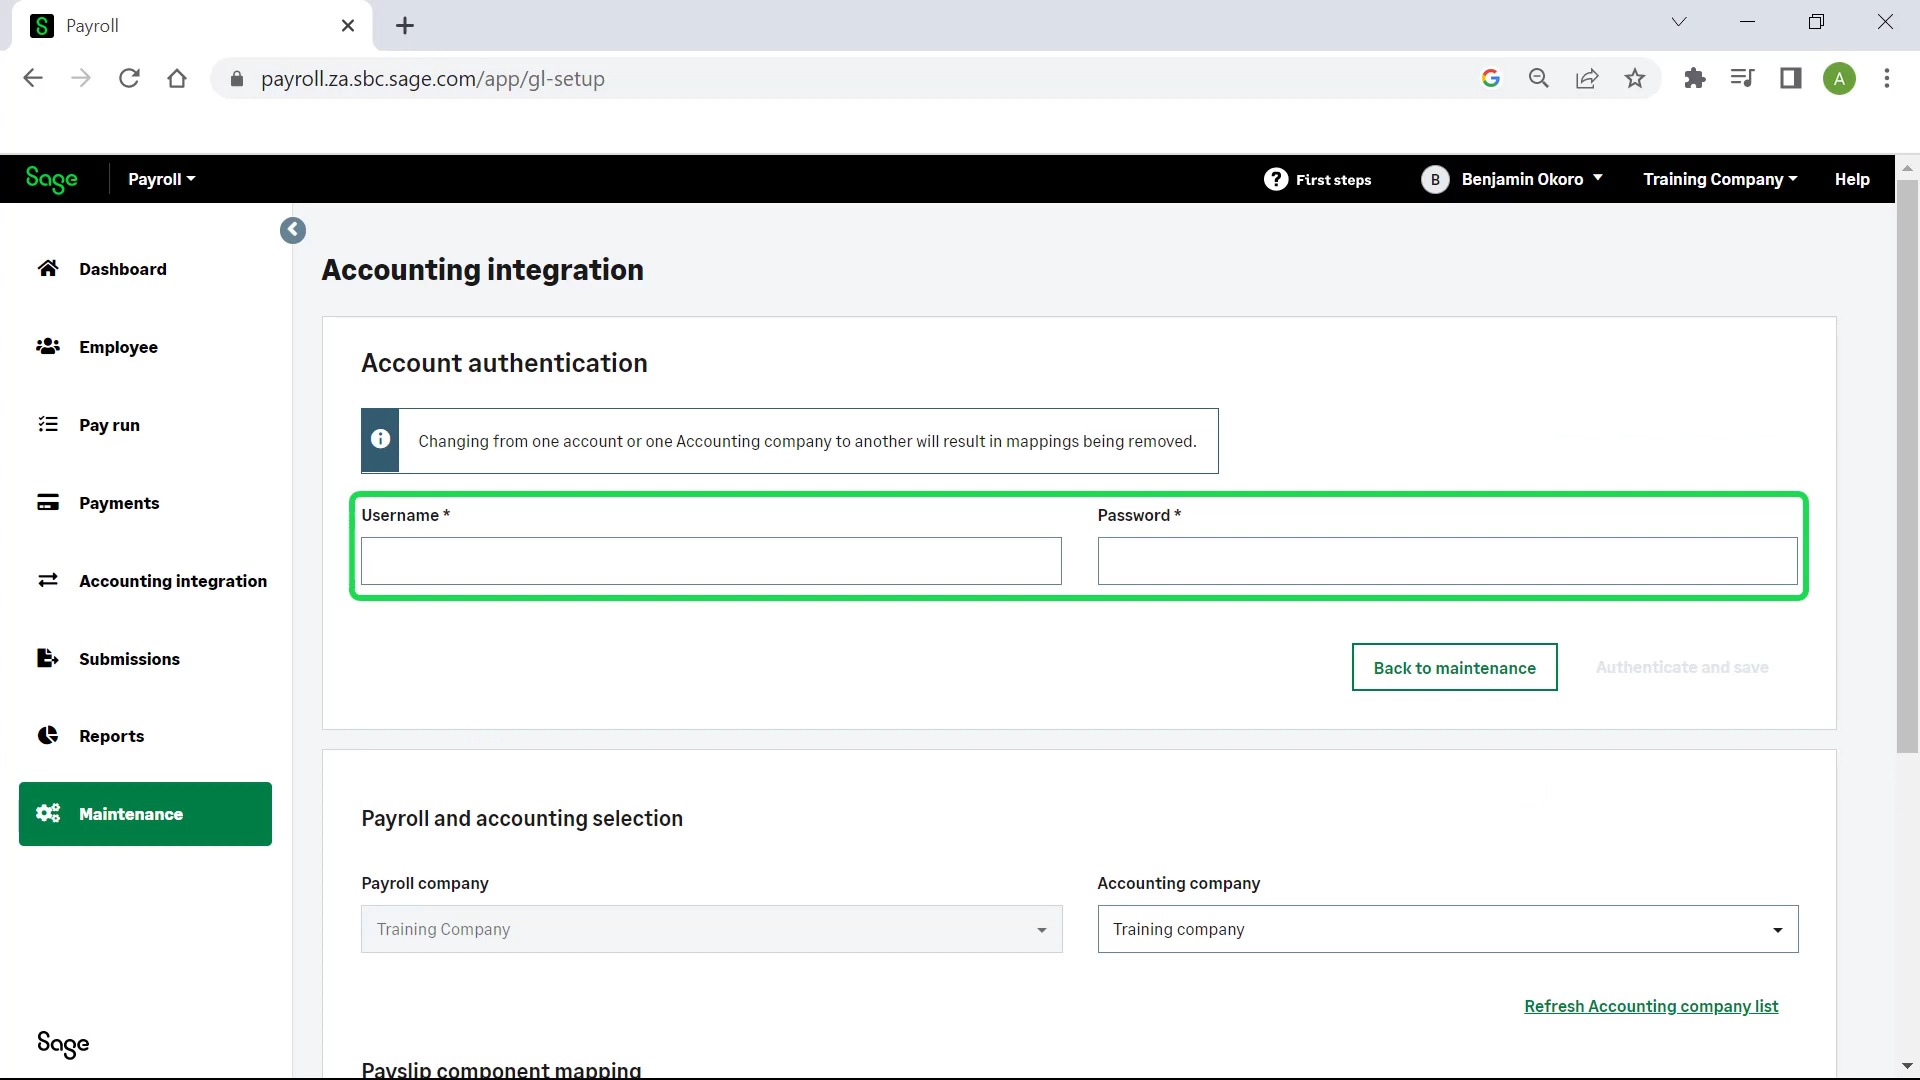 S Payroll
payroll.za.sbc.sage.com/app/gl-setup
G
A
Sage
Payroll
? First steps
B Benjamin Okoro
Training Company
Help
Dashboard
Employee
Pay run
Payments
Accounting integration
Submissions
Reports
Maintenance
Sage
Accounting integration
Account authentication
Changing from one account or one Accounting company to another will result in mappings being removed.
Username *
Password *
Back to maintenance
Authenticate and save
Payroll and accounting selection
Payroll company
Accounting company
Training Company
Training company
Refresh Accounting company list
Payslip component mapping